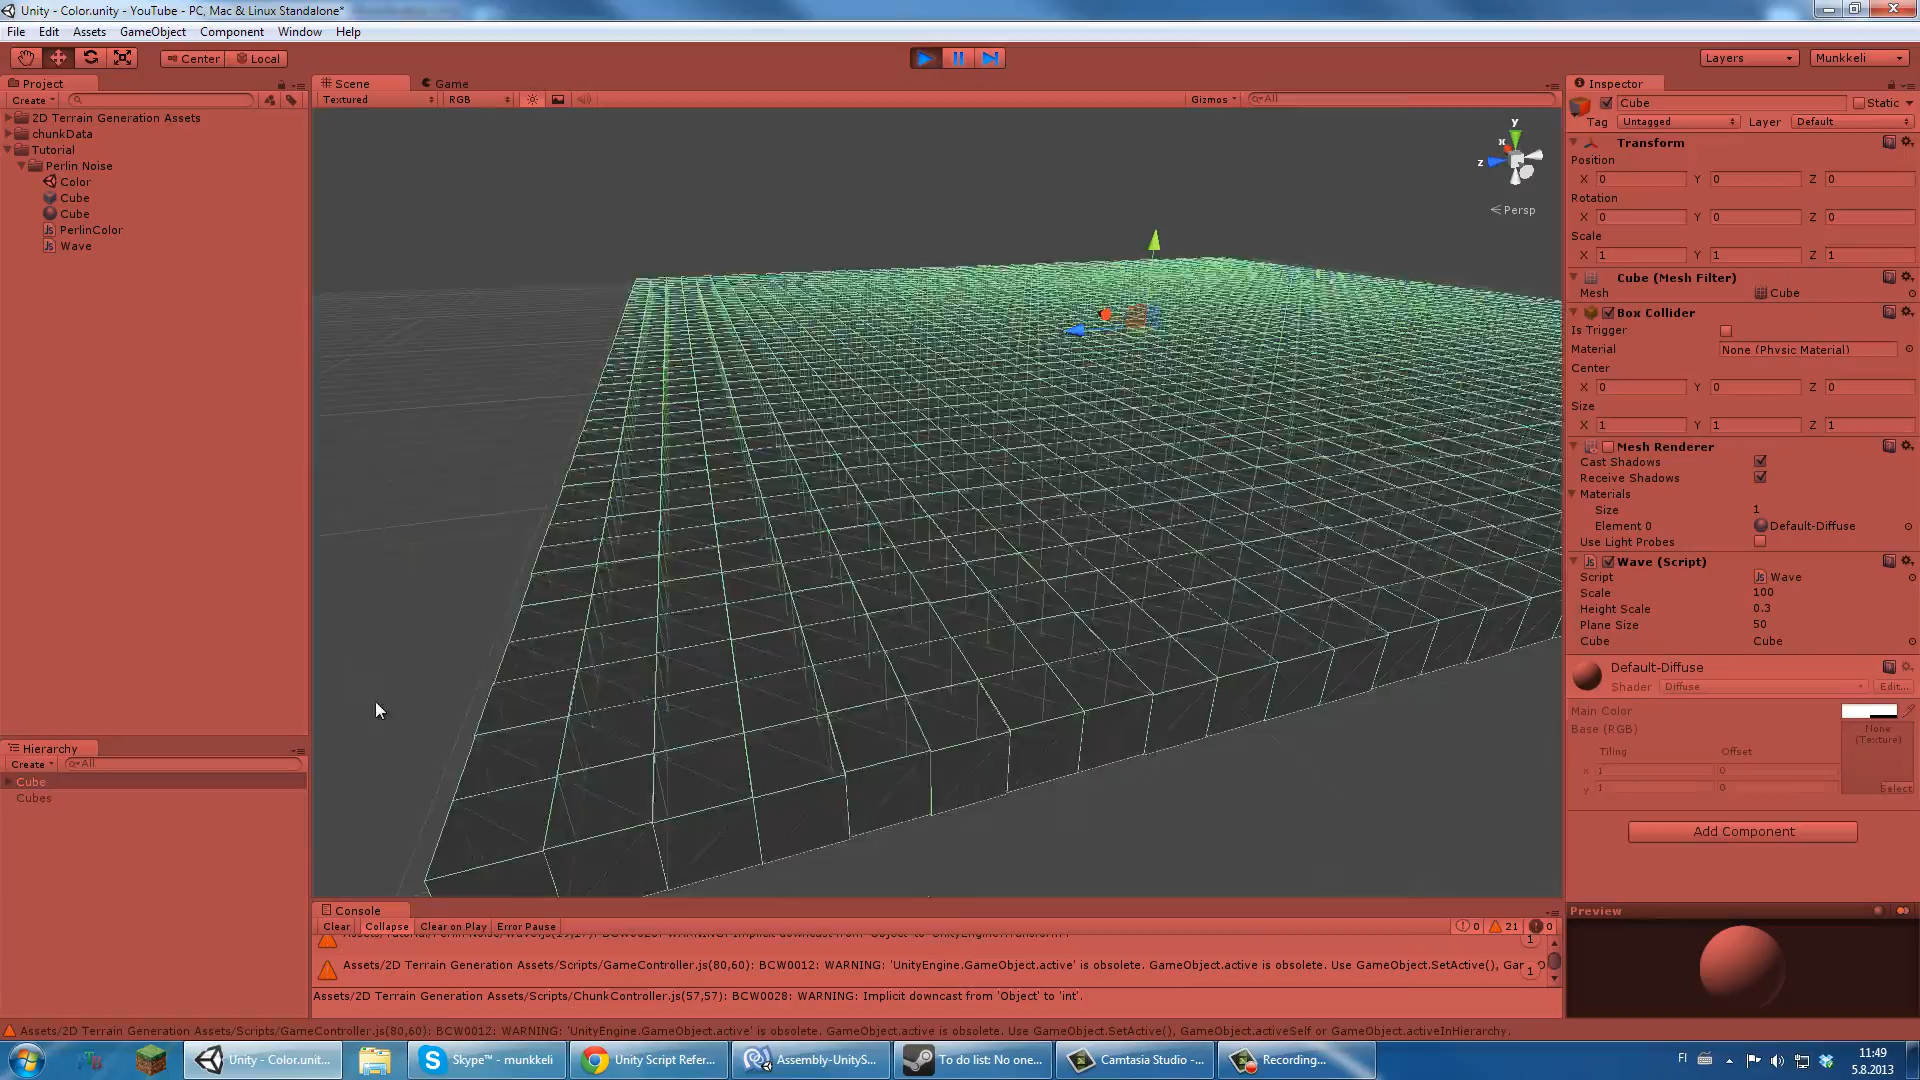 Unity - Color.unity - YouTube - PC, Mac & Linux Standalone*
File Edit Assets GameObject Component Window Help
Center Local
Layers
Munkkeli
Project
Create
2D Terrain Generation Assets
chunkData
Tutorial
Perlin Noise
Color
Cube
Cube
PerlinColor
Wave
Hierarchy
Create All
Cube
Cubes
Scene Game
Textured RGB Gizmos All
y
x
z
Persp
Console
Clear Collapse Clear on Play Error Pause 0 21 0
1
Assets/2D Terrain Generation Assets/Scripts/GameController.js(80,60): BCW0012: WARNING: 'UnityEngine.GameObject.active' is obsolete. GameObject.active is obsolete. Use GameObject.SetActive(),
1
Assets/2D Terrain Generation Assets/Scripts/ChunkController.js(57,57): BCW0028: WARNING: Implicit downcast from 'Object' to 'int'.
Inspector
Cube Static
Tag Untagged Layer Default
Transform
Position
X 0 Y 0 Z 0
Rotation
X 0 Y 0 Z 0
Scale
X 1 Y 1 Z 1
Cube (Mesh Filter)
Mesh Cube
Box Collider
Is Trigger
Material None (Physic Material)
Center
X 0 Y 0 Z 0
Size
X 1 Y 1 Z 1
Mesh Renderer
Cast Shadows
Receive Shadows
Materials
Size 1
Element 0 Default-Diffuse
Use Light Probes
Wave (Script)
Script Wave
Scale 100
Height Scale 0.3
Plane Size 50
Cube Cube
Default-Diffuse
Shader Diffuse Edit...
Main Color
Base (RGB) None
(Texture)
Tiling Offset
x 1 0
y 1 0
Select
Add Component
Preview
Assets/2D Terrain Generation Assets/Scripts/GameController.js(80,60): BCW0012: WARNING: 'UnityEngine.GameObject.active' is obsolete. GameObject.active is obsolete. Use GameObject.SetActive(), GameObject.activeSelf or GameObject.activeInHierarchy.
Unity - Color.unit... Skype™ - munkkeli Unity Script Refer... Assembly-UnityS... To do list: No one... Camtasia Studio -... Recording...
FI
11:49
5.8.2013